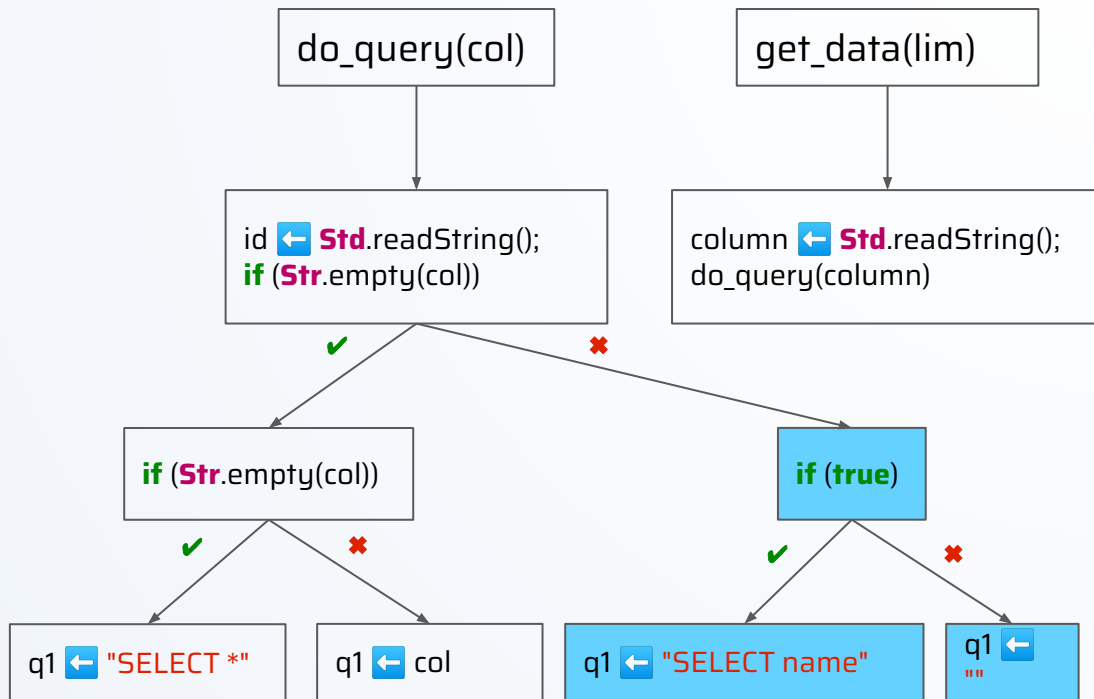 do_query(col)
get_data(lim)
id ⬅️ Std.readString();
if (Str.empty(col))
column ⬅️ Std.readString();
do_query(column)
✔
✖
if (Str.empty(col))
if (true)
✔
✖
✔
✖
q1 ⬅️ "SELECT *"
q1 ⬅️ col
q1 ⬅️ "SELECT name"
q1 ⬅️
""